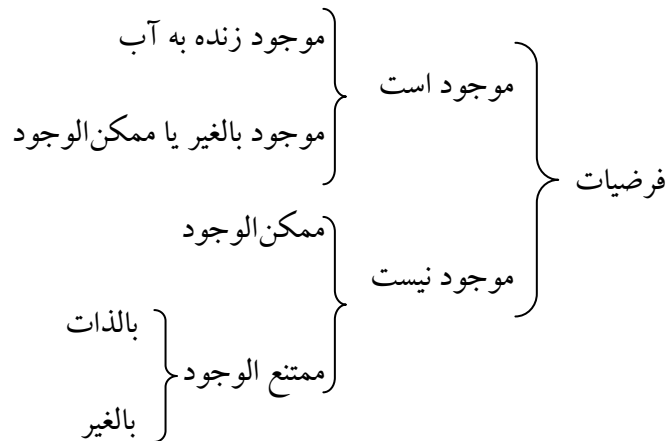 فرضیات
موجود است
موجود زنده به آب
موجود بالغیر یا ممکن‌الوجود
موجود نیست
ممکن‌الوجود
ممتنع الوجود
بالذات
بالغیر